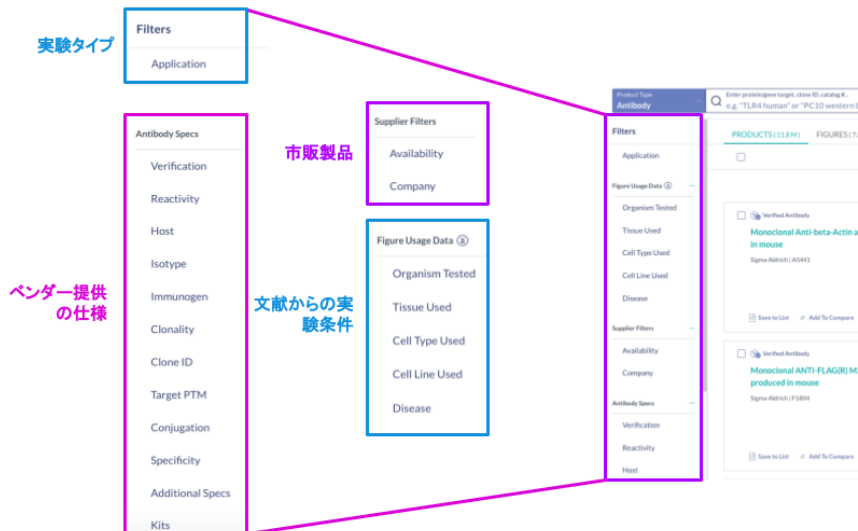 実験タイプ
Filters
Application
ベンダー提供
の仕様
Antibody Specs
Verification
Reactivity
Host
Isotype
Immunogen
Clonality
Clone ID
Target PTM
Conjugation
Specificity
Additional Specs
Kits
市販製品
Supplier Filters
Availability
Company
文献からの実
験条件
Figure Usage Data
Organism Tested
Tissue Used
Cell Type Used
Cell Line Used
Disease
Product Type
Antibody
Enter protein/gene target, clone ID, catalog #...
e.g. "TLR4 human" or "PC10 western b
Filters
Application
Figure Usage Data
Organism Tested
Tissue Used
Cell Type Used
Cell Line Used
Disease
Supplier Filters
Availability
Company
Antibody Specs
Verification
Reactivity
Host
PRODUCTS (11.8 M) FIGURES (7.
Verified Antibody
Monoclonal Anti-beta-Actin a
in mouse
Sigma-Aldrich | A5441
Save to List Add To Compare
Verified Antibody
Monoclonal ANTI-FLAG(R) M
produced in mouse
Sigma-Aldrich | F1804
Save to List Add To Compare